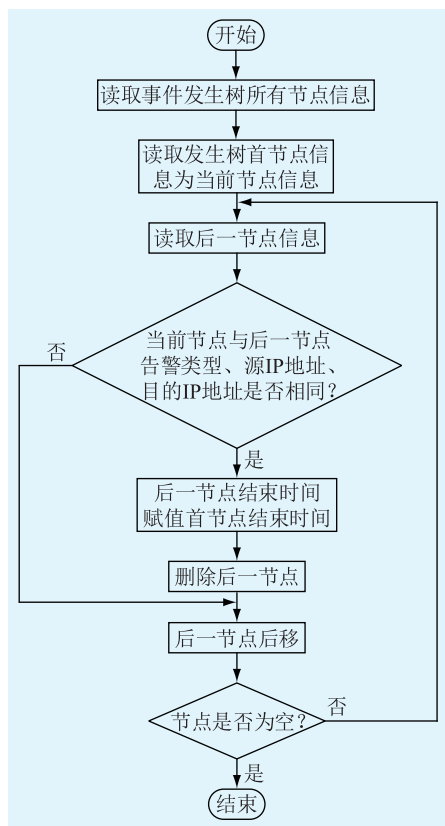 开始
读取事件发生树所有节点信息
读取发生树首节点信
息为当前节点信息
读取后一节点信息
当前节点与后一节点
告警类型、源IP地址、
目的IP地址是否相同?
否
是
后一节点结束时间
赋值首节点结束时间
删除后一节点
后一节点后移
节点是否为空?
否
是
结束